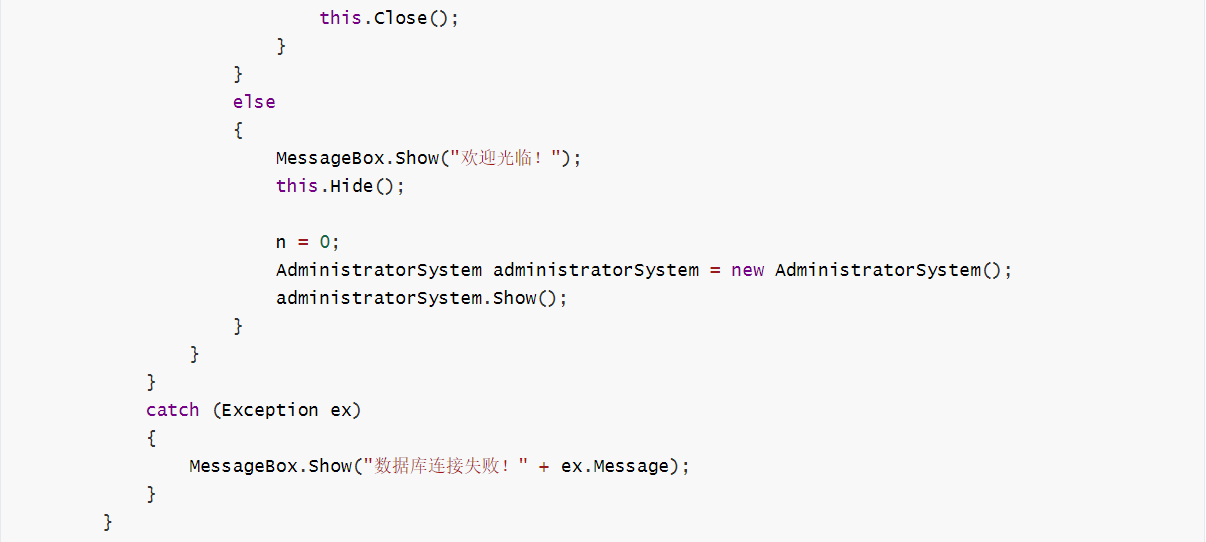 this.Close();
}
}
else
{
MessageBox.Show("欢迎光临！");
this.Hide();
n = 0;
AdministratorSystem administratorSystem = new AdministratorSystem();
administratorSystem.Show();
}
}
}
catch (Exception ex)
{
MessageBox.Show("数据库连接失败！" + ex.Message);
}
}